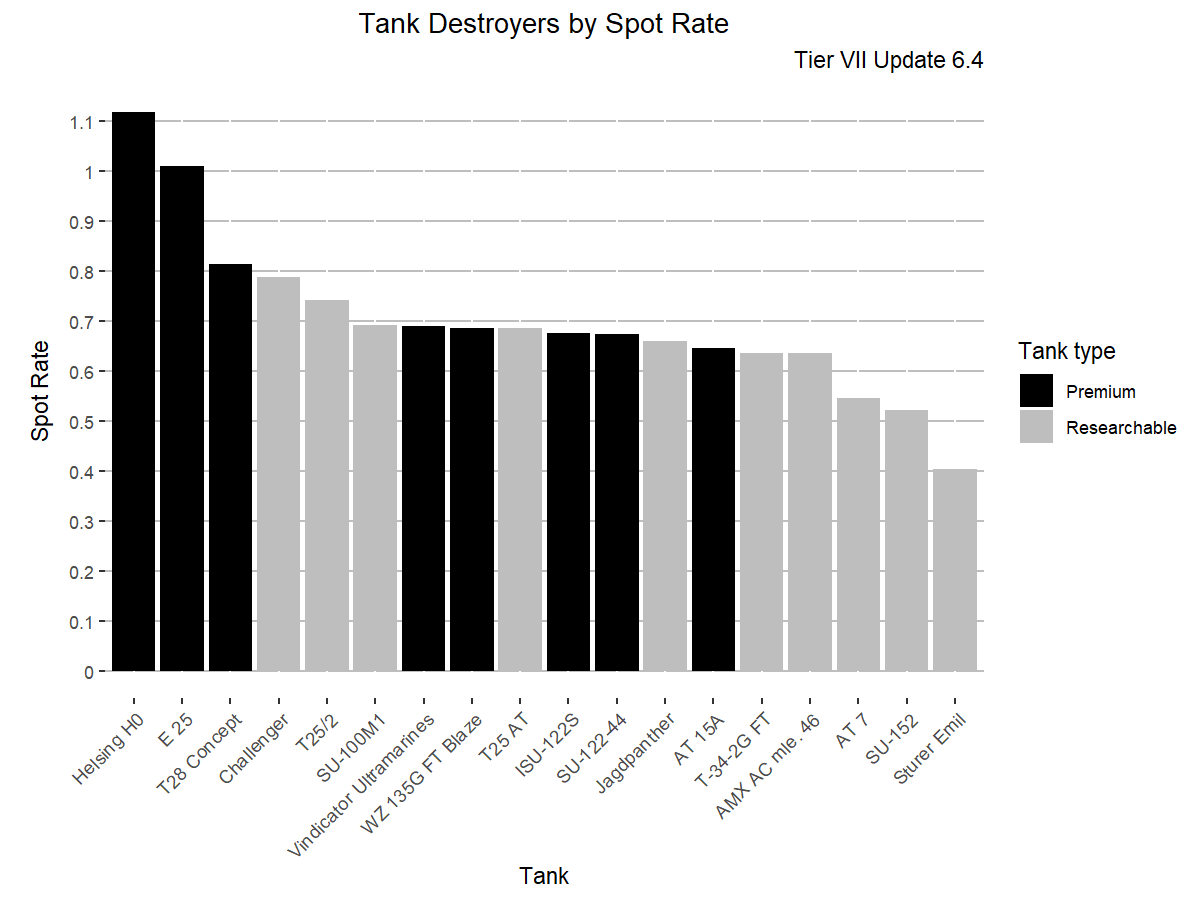 Tank Destroyers by Spot Rate
Tier VII Update 6.4
Spot Rate
1.1
1
0.9
0.8
0.7
0.6
0.5
0.4
0.3
0.2
0.1
0
Helsing H0
E 25
T28 Concept
Challenger
T25/2
SU-100M1
Vindicator Ultramarines
WZ 135G FT Blaze
T25 AT
ISU-122S
SU-122-44
Jagdpanther
AT 15A
T-34-2G FT
AMX AC mle. 46
AT 7
SU-152
Sturer Emil
Tank
Tank type
Premium
Researchable